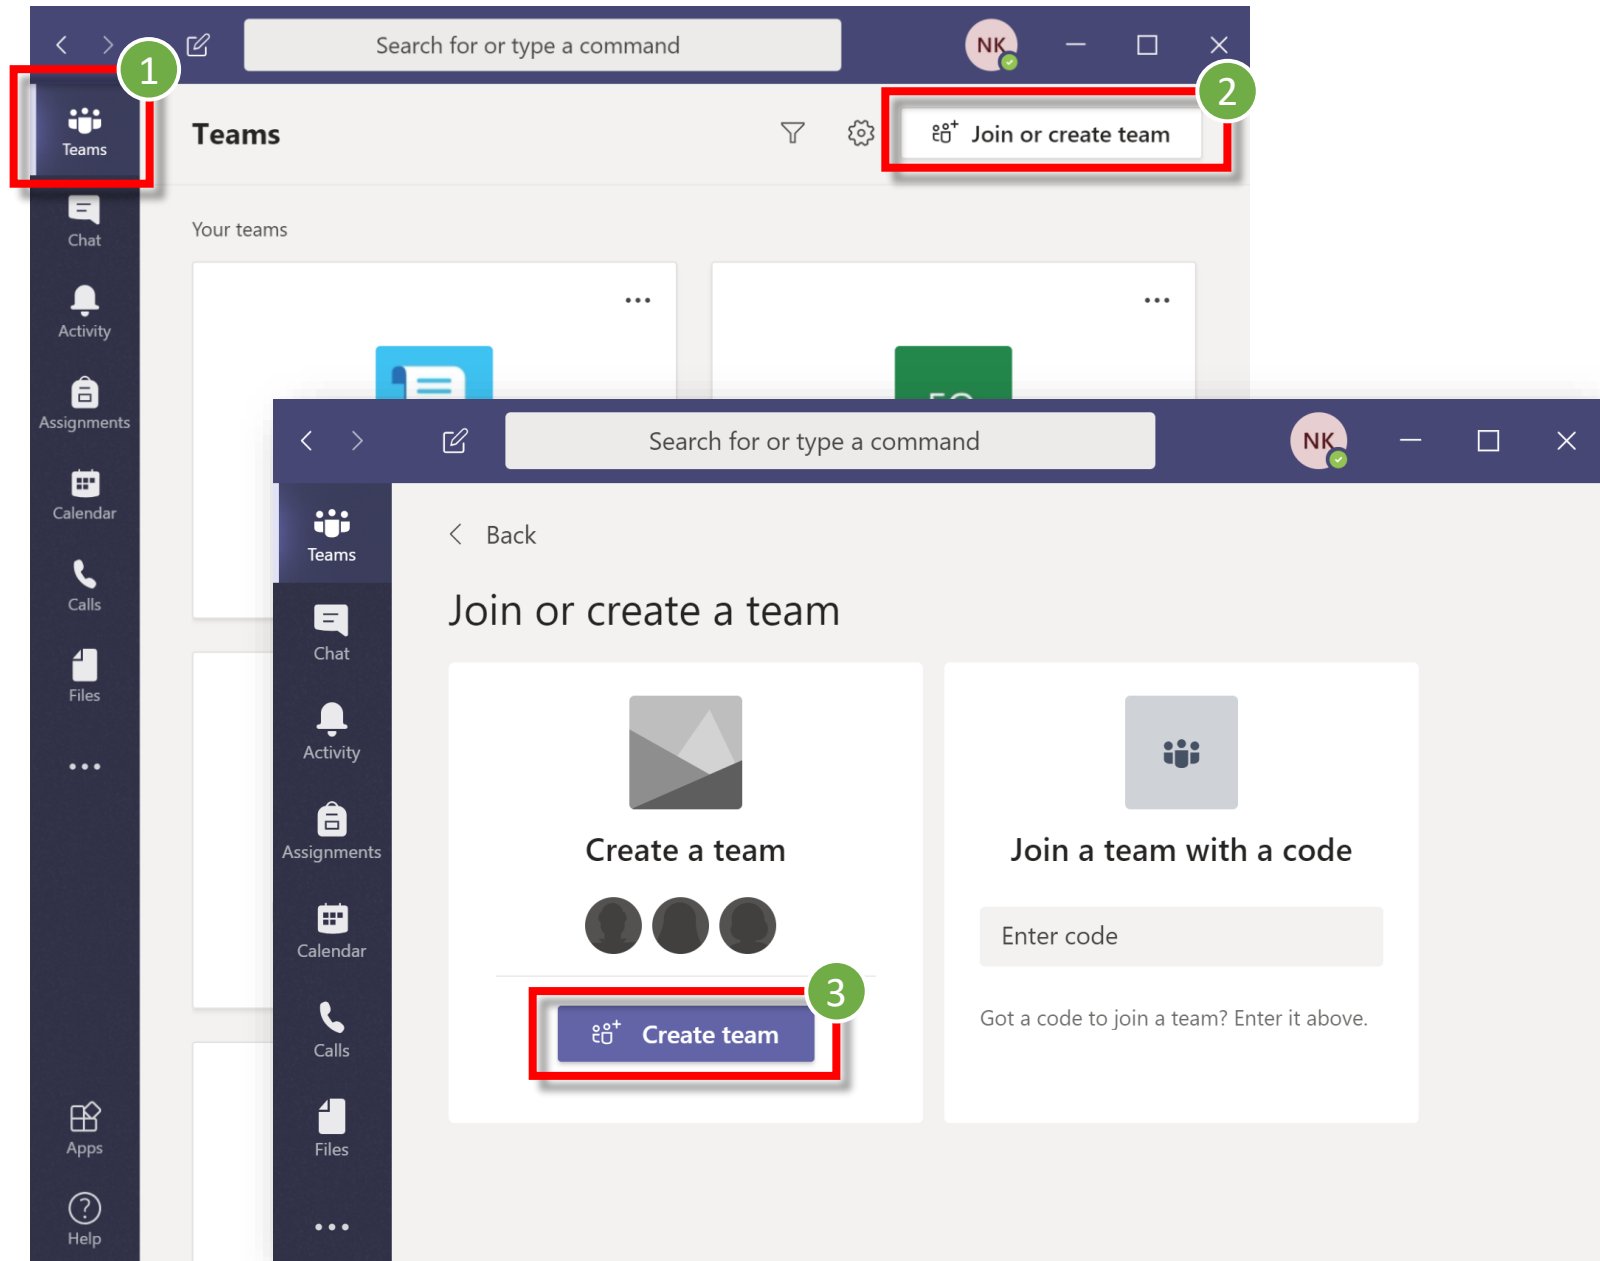 Search for or type a command
NK
1
Teams
Teams
2
Join or create team
Chat
Your teams
Activity
Assignments
Calendar
Calls
Files
Apps
Help
Search for or type a command
NK
Teams
Chat
Activity
Assignments
Calendar
Calls
Files
Back
Join or create a team
Create a team
3
Create team
Join a team with a code
Enter code
Got a code to join a team? Enter it above.